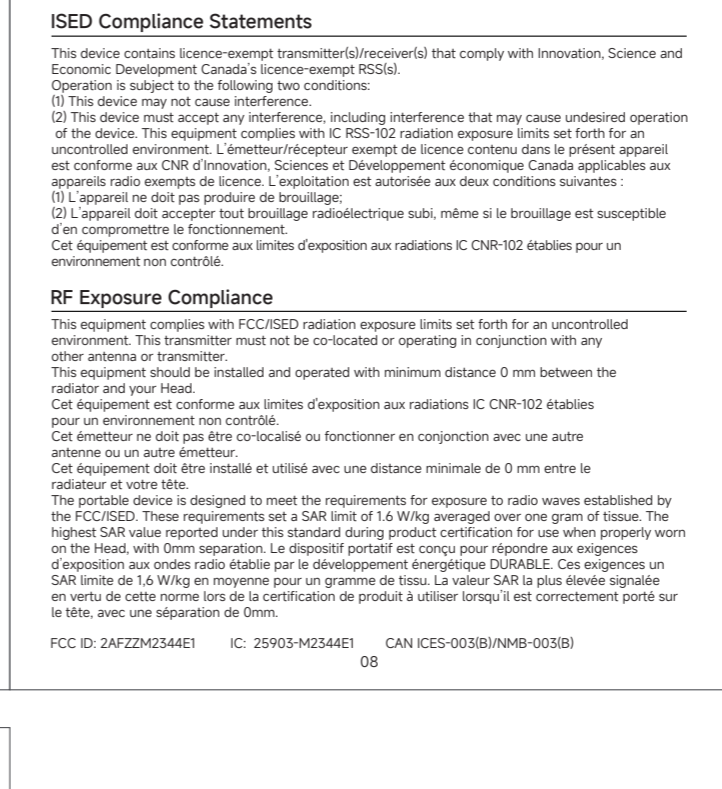 ISED Compliance Statements
This device contains licence-exempt transmitter(s)/receiver(s) that comply with Innovation, Science and
Economic Development Canada's licence-exempt RSS(s).
Operation is subject to the following two conditions:
(1) This device may not cause interference.
(2) This device must accept any interference, including interference that may cause undesired operation
of the device. This equipment complies with IC RSS-102 radiation exposure limits set forth for an
uncontrolled environment. L'émetteur/récepteur exempt de licence contenu dans le présent appareil
est conforme aux CNR d'Innovation, Sciences et Développement économique Canada applicables aux
appareils radio exempts de licence. L'exploitation est autorisée aux deux conditions suivantes :
(1) L'appareil ne doit pas produire de brouillage;
(2) L'appareil doit accepter tout brouillage radioélectrique subi, même si le brouillage est susceptible
d'en compromettre le fonctionnement.
Cet équipement est conforme aux limites d'exposition aux radiations IC CNR-102 établies pour un
environnement non contrôlé.
RF Exposure Compliance
This equipment complies with FCC/ISED radiation exposure limits set forth for an uncontrolled
environment. This transmitter must not be co-located or operating in conjunction with any
other antenna or transmitter.
This equipment should be installed and operated with minimum distance 0 mm between the
radiator and your Head.
Cet équipement est conforme aux limites d'exposition aux radiations IC CNR-102 établies
pour un environnement non contrôlé.
Cet émetteur ne doit pas être co-localisé ou fonctionner en conjonction avec une autre
antenne ou un autre émetteur.
Cet équipement doit être installé et utilisé avec une distance minimale de 0 mm entre le
radiateur et votre tête.
The portable device is designed to meet the requirements for exposure to radio waves established by
the FCC/ISED. These requirements set a SAR limit of 1.6 W/kg averaged over one gram of tissue. The
highest SAR value reported under this standard during product certification for use when properly worn
on the Head, with 0mm separation. Le dispositif portatif est conçu pour répondre aux exigences
d'exposition aux ondes radio établie par le développement énergétique DURABLE. Ces exigences un
SAR limite de 1,6 W/kg en moyenne pour un gramme de tissu. La valeur SAR la plus élevée signalée
en vertu de cette norme lors de la certification de produit à utiliser lorsqu'il est correctement porté sur
le tête, avec une séparation de 0mm.
FCC ID: 2AFZZM2344E1 IC: 25903-M2344E1 CAN ICES-003(B)/NMB-003(B)
08